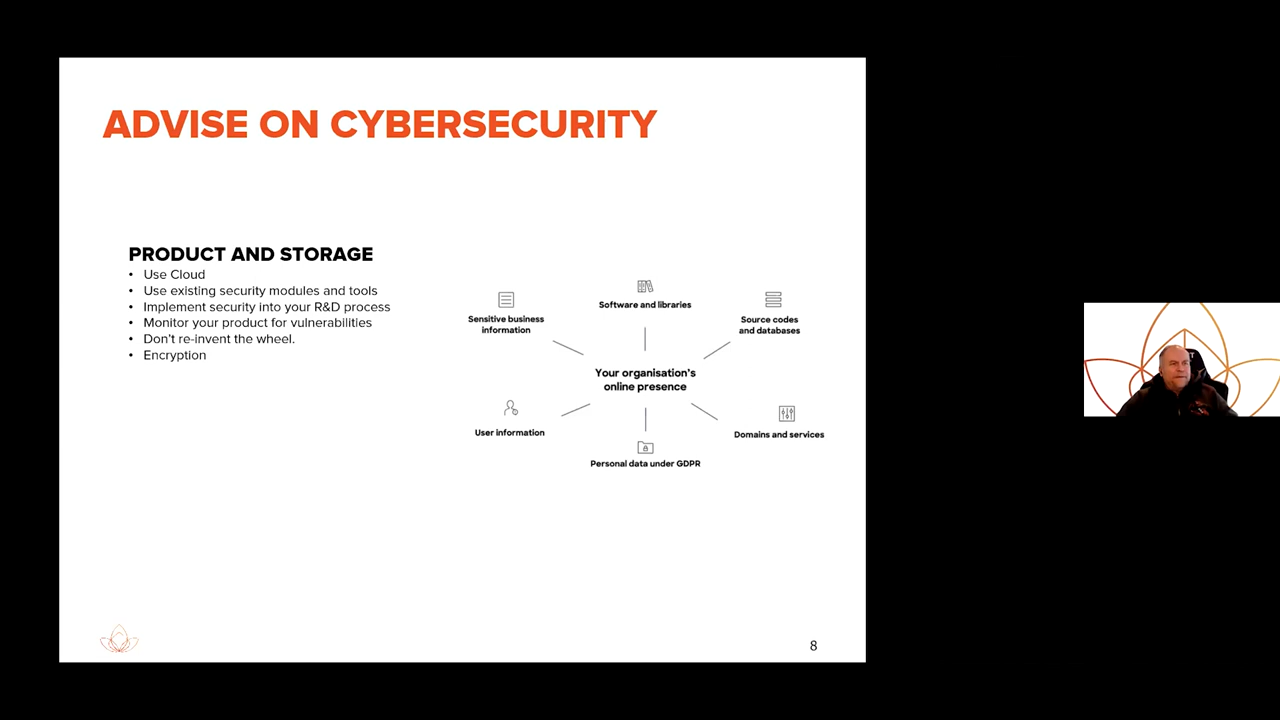 ADVISE ON CYBERSECURITY
PRODUCT AND STORAGE
• Use Cloud
• Use existing security modules and tools
• Implement security into your R&D process
• Monitor your product for vulnerabilities
• Don't re-invent the wheel.
• Encryption
Software and libraries
Sensitive business
information
Source codes
and databases
Your organisation's
online presence
User information
Domains and services
Personal data under GDPR
8